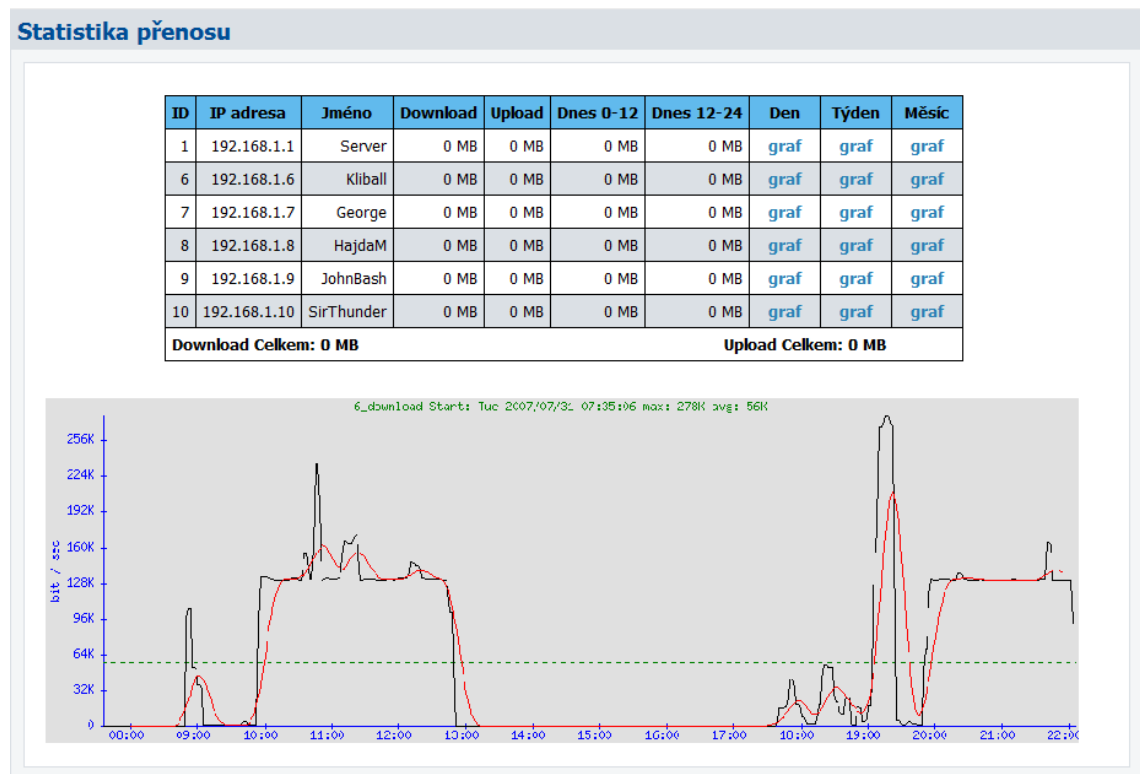 Statistika přenosu
ID IP adresa Jméno Download Upload Dnes 0-12 Dnes 12-24 Den Týden Měsíc
1 192.168.1.1 Server 0 MB 0 MB 0 MB 0 MB graf graf graf
6 192.168.1.6 Kliball 0 MB 0 MB 0 MB 0 MB graf graf graf
7 192.168.1.7 George 0 MB 0 MB 0 MB 0 MB graf graf graf
8 192.168.1.8 HajdaM 0 MB 0 MB 0 MB 0 MB graf graf graf
9 192.168.1.9 JohnBash 0 MB 0 MB 0 MB 0 MB graf graf graf
10 192.168.1.10 SirThunder 0 MB 0 MB 0 MB 0 MB graf graf graf
Download Celkem: 0 MB Upload Celkem: 0 MB
6_download Start: Tue 2007/07/31 07:35:06 max: 278K avg: 56K
256K
224K
192K
160K
128K
96K
64K
32K
0
bit / sec
08:00 09:00 10:00 11:00 12:00 13:00 14:00 15:00 16:00 17:00 18:00 19:00 20:00 21:00 22:00